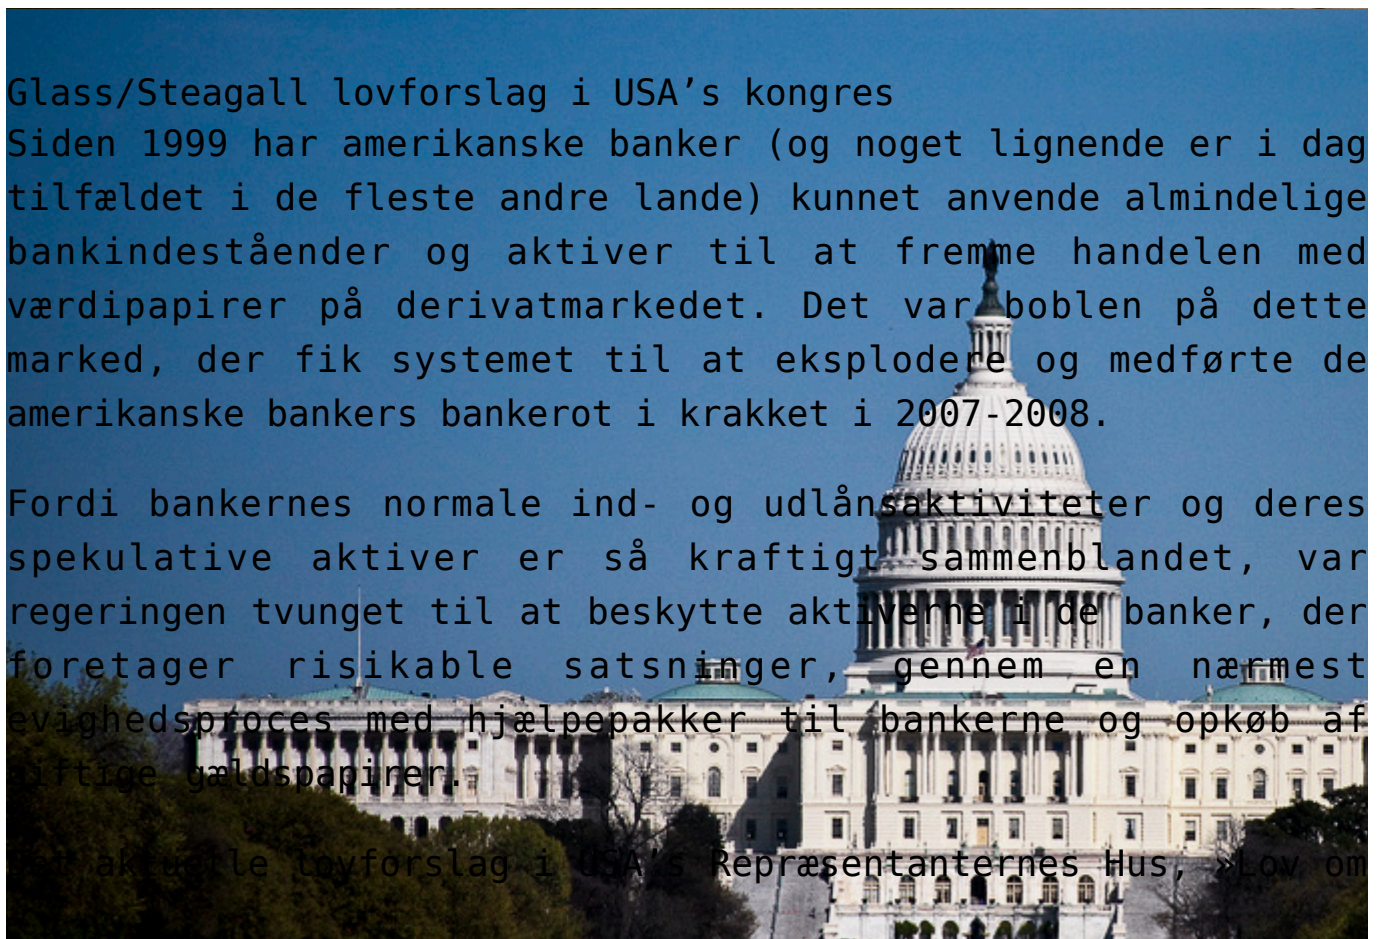 Glass/Steagall lovforslag i USA’s kongres
Siden 1999 har amerikanske banker (og noget lignende er i dag
tilfældet i de fleste andre lande) kunnet anvende almindelige
bankindeståender og aktiver til at fremme handelen med
værdipapirer på derivatmarkedet. Det var boblen på dette
marked, der fik systemet til at eksplodere og medførte de
amerikanske bankers bankerot i krakket i 2007-2008.
Fordi bankernes normale ind- og udlånsaktiviteter og deres
spekulative aktiver er så kraftigt sammenblandet, var
regeringen tvunget til at beskytte aktiverne i de banker, der
foretager risikable satsninger, gennem en nærmest
evighedsproces med hjælpepakker til bankerne og opkøb af
giftige gældspapirer.
aktuelle lovforslag i USA’s Repræsentanternes Hus, »Lov om